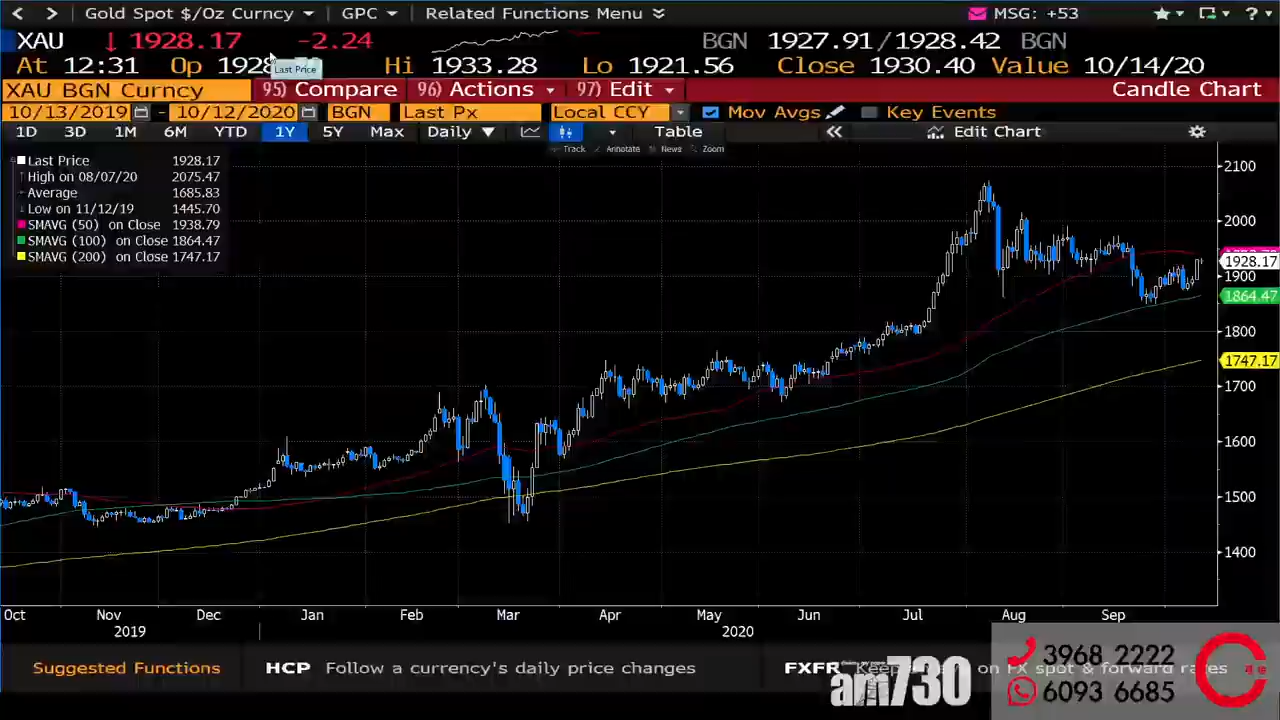 Gold Spot $/Oz Curncy GPC Related Functions Menu MSG: +53 ?
XAU ↓ 1928.17 -2.24 BGN 1927.91/1928.42 BGN
At 12:31 Op 1928 Hi 1933.28 Lo 1921.56 Close 1930.40 Value 10/14/20
Last Price
XAU BGN Curncy 95) Compare 96) Actions 97) Edit Candle Chart
10/13/2019 - 10/12/2020 BGN Last Px Local CCY Mov Avgs Key Events
1D 3D 1M 6M YTD 1Y 5Y Max Daily ▼ Table « Edit Chart
Track Annotate News Zoom
Last Price 1928.17
High on 08/07/20 2075.47
Average 1685.83
Low on 11/12/19 1445.70
SMAVG (50) on Close 1938.79
SMAVG (100) on Close 1864.47
SMAVG (200) on Close 1747.17
2100
2000
1928.17
1900
1864.47
1800
1747.17
1700
1600
1500
1400
Oct Nov Dec Jan Feb Mar Apr May Jun Jul Aug Sep
2019 2020
Suggested Functions HCP Follow a currency's daily price changes FXFR Keep on FX spot & forward rates
am730
3968 2222
6093 6685